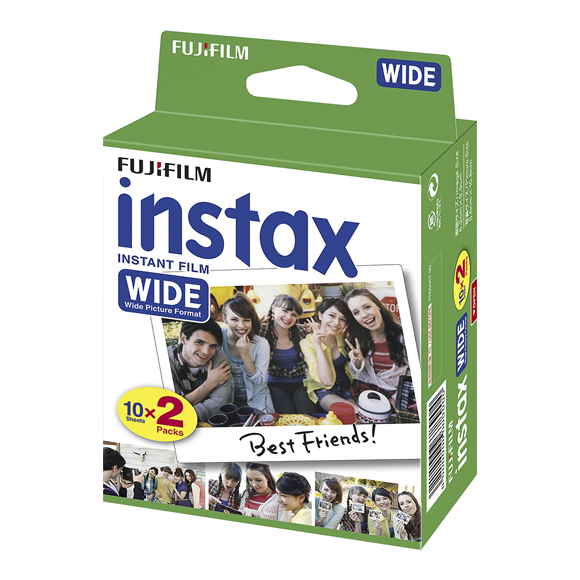 FUJIFILM
WIDE
FUJIFILM
instax
INSTANT FILM
WIDE
Wide Picture Format
10×2
Sheets Packs
Best Friends!
WIDE 10×2
FUJIFILM
instax